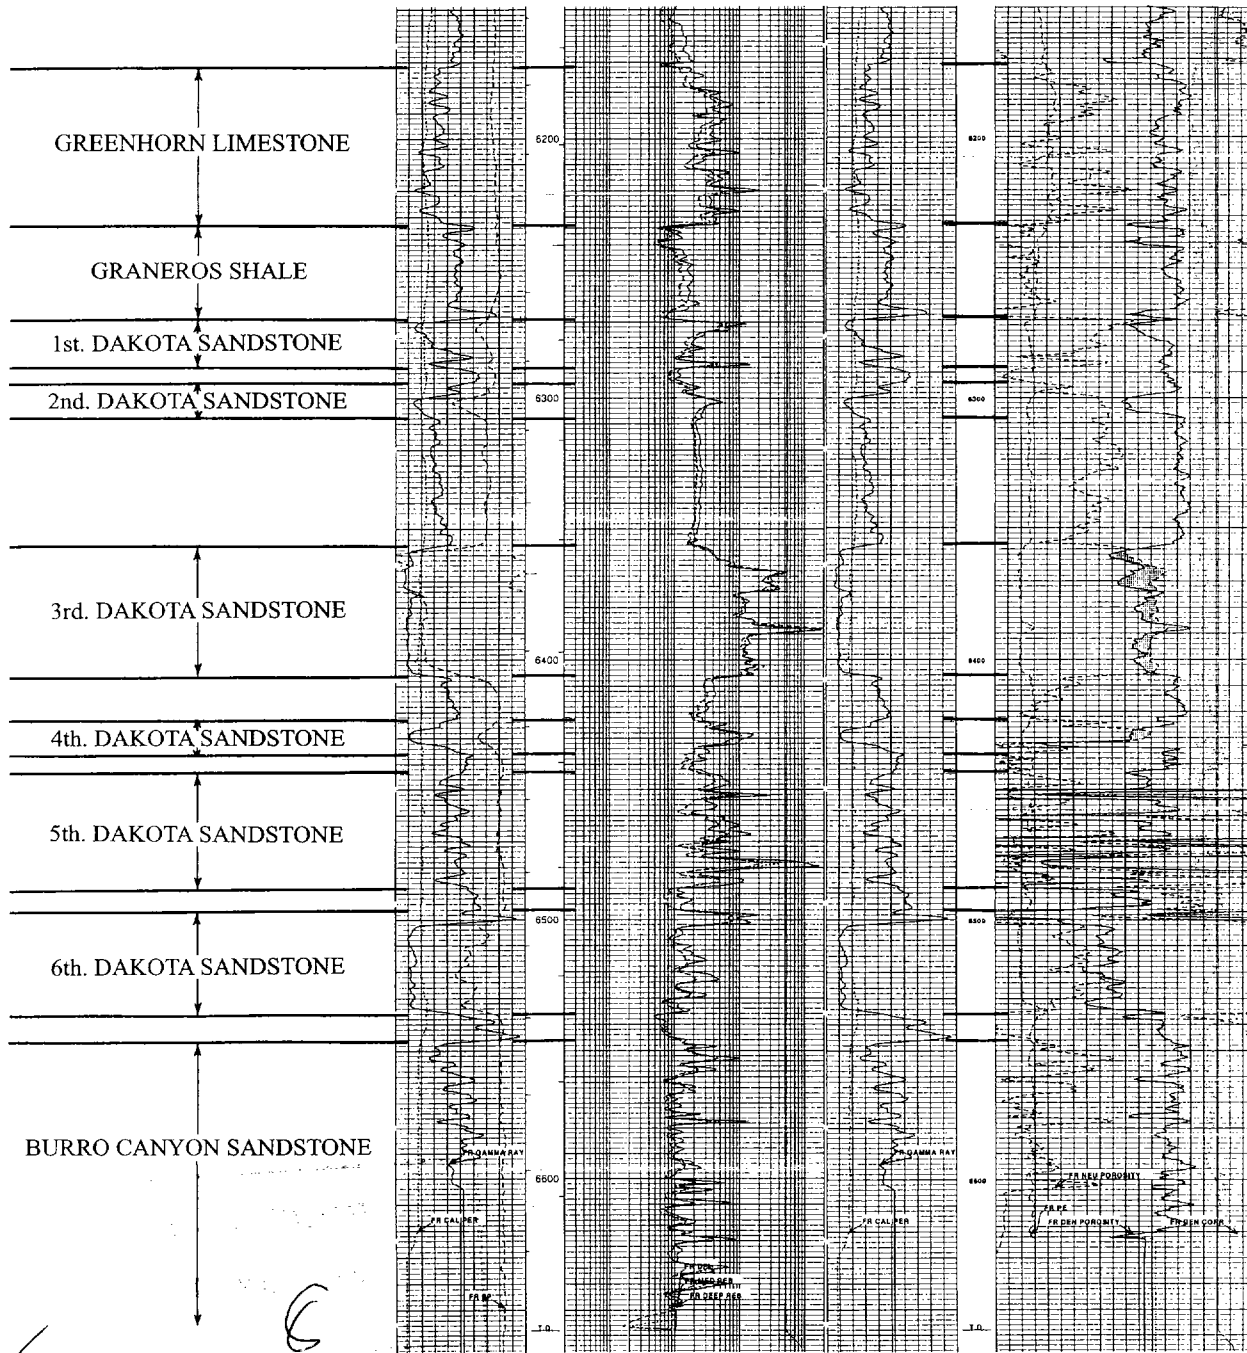 GREENHORN LIMESTONE
6200
6200
GRANEROS SHALE
1st. DAKOTA SANDSTONE
2nd. DAKOTA SANDSTONE
6300
6300
3rd. DAKOTA SANDSTONE
6400
6400
4th. DAKOTA SANDSTONE
5th. DAKOTA SANDSTONE
6500
6500
6th. DAKOTA SANDSTONE
BURRO CANYON SANDSTONE
FR GAMMA RAY
FR GAMMA RAY
6600
6600
FR NEU POROSITY
FR PE
FR CALIPER
FR CALIPER
FR DEN POROSITY
FR DEN CORR
FR MED RES
FR DEEP RES
FR SP
T.D.
T.D.